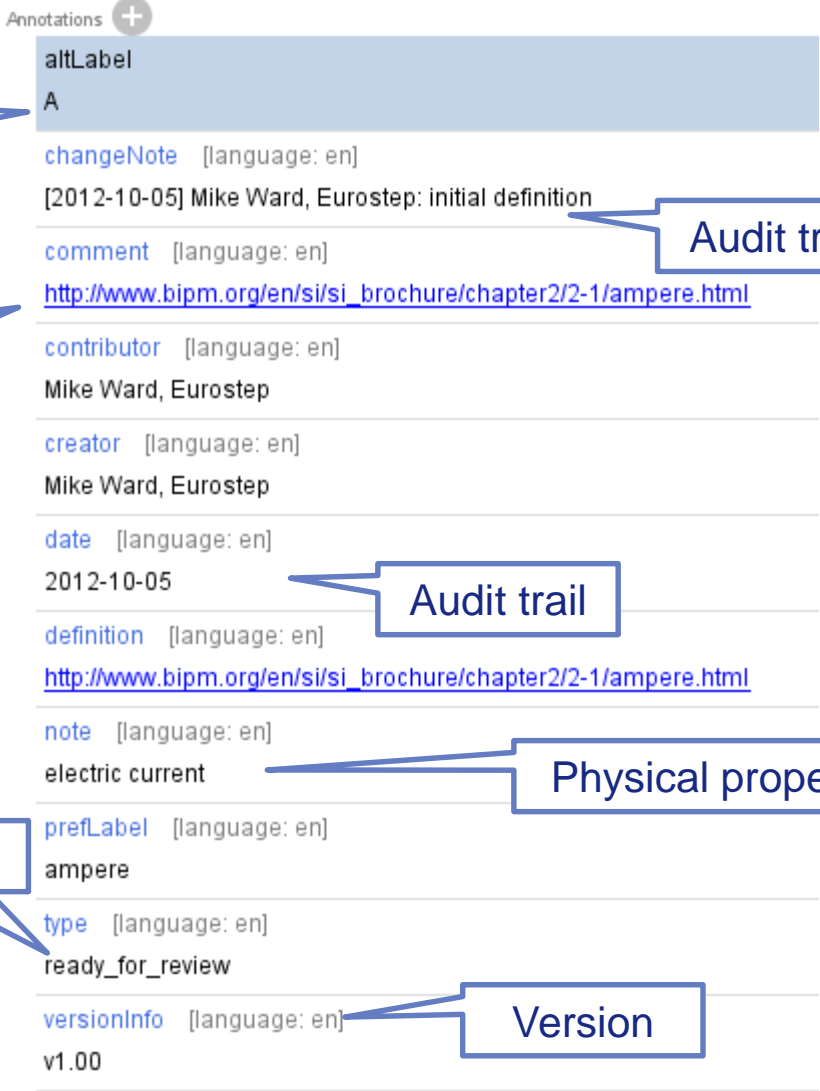 Annotations
altLabel
A
changeNote [language: en]
[2012-10-05] Mike Ward, Eurostep: initial definition
Audit
comment [language: en]
http://www.bipm.org/en/si/si_brochure/chapter2/2-1/ampere.html
contributor [language: en]
Mike Ward, Eurostep
creator [language: en]
Mike Ward, Eurostep
date [language: en]
2012-10-05
Audit trail
definition [language: en]
http://www.bipm.org/en/si/si_brochure/chapter2/2-1/ampere.html
note [language: en]
electric current
Physical
prefLabel [language: en]
ampere
type [language: en]
ready_for_review
versionInfo [language: en]
Version
v1.00